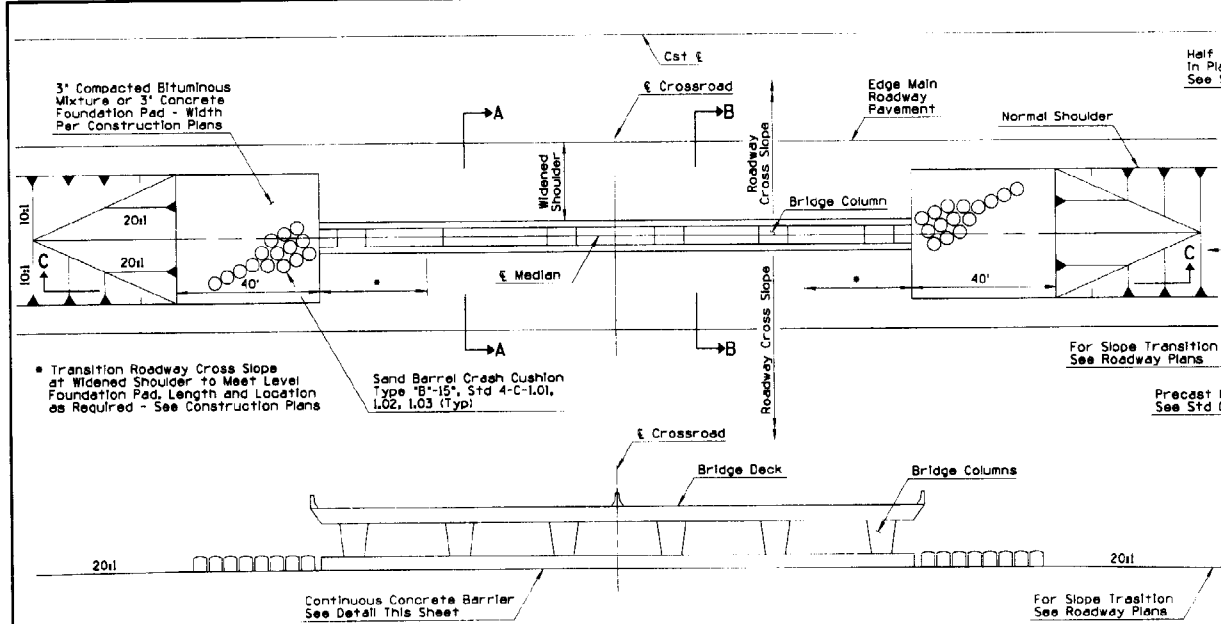 Cst ℄
Half
In Pla
See S
3" Compacted Bituminous
Mixture or 3" Concrete
Foundation Pad - Width
Per Construction Plans
℄ Crossroad
Edge Main
Roadway
Pavement
Normal Shoulder
A
B
Widened
Shoulder
Roadway
Cross Slope
Bridge Column
10:1
20:1
10:1
20:1
C
40'
*
℄ Median
*
40'
C
Roadway Cross Slope
A
B
For Slope Transition
See Roadway Plans
* Transition Roadway Cross Slope
at Widened Shoulder to Meet Level
Foundation Pad, Length and Location
as Required - See Construction Plans
Sand Barrel Crash Cushion
Type "B"-15", Std 4-C-1.01,
1.02, 1.03 (Typ)
Precast
See Std
℄ Crossroad
Bridge Deck
Bridge Columns
20:1
20:1
Continuous Concrete Barrier
See Detail This Sheet
For Slope Trasition
See Roadway Plans